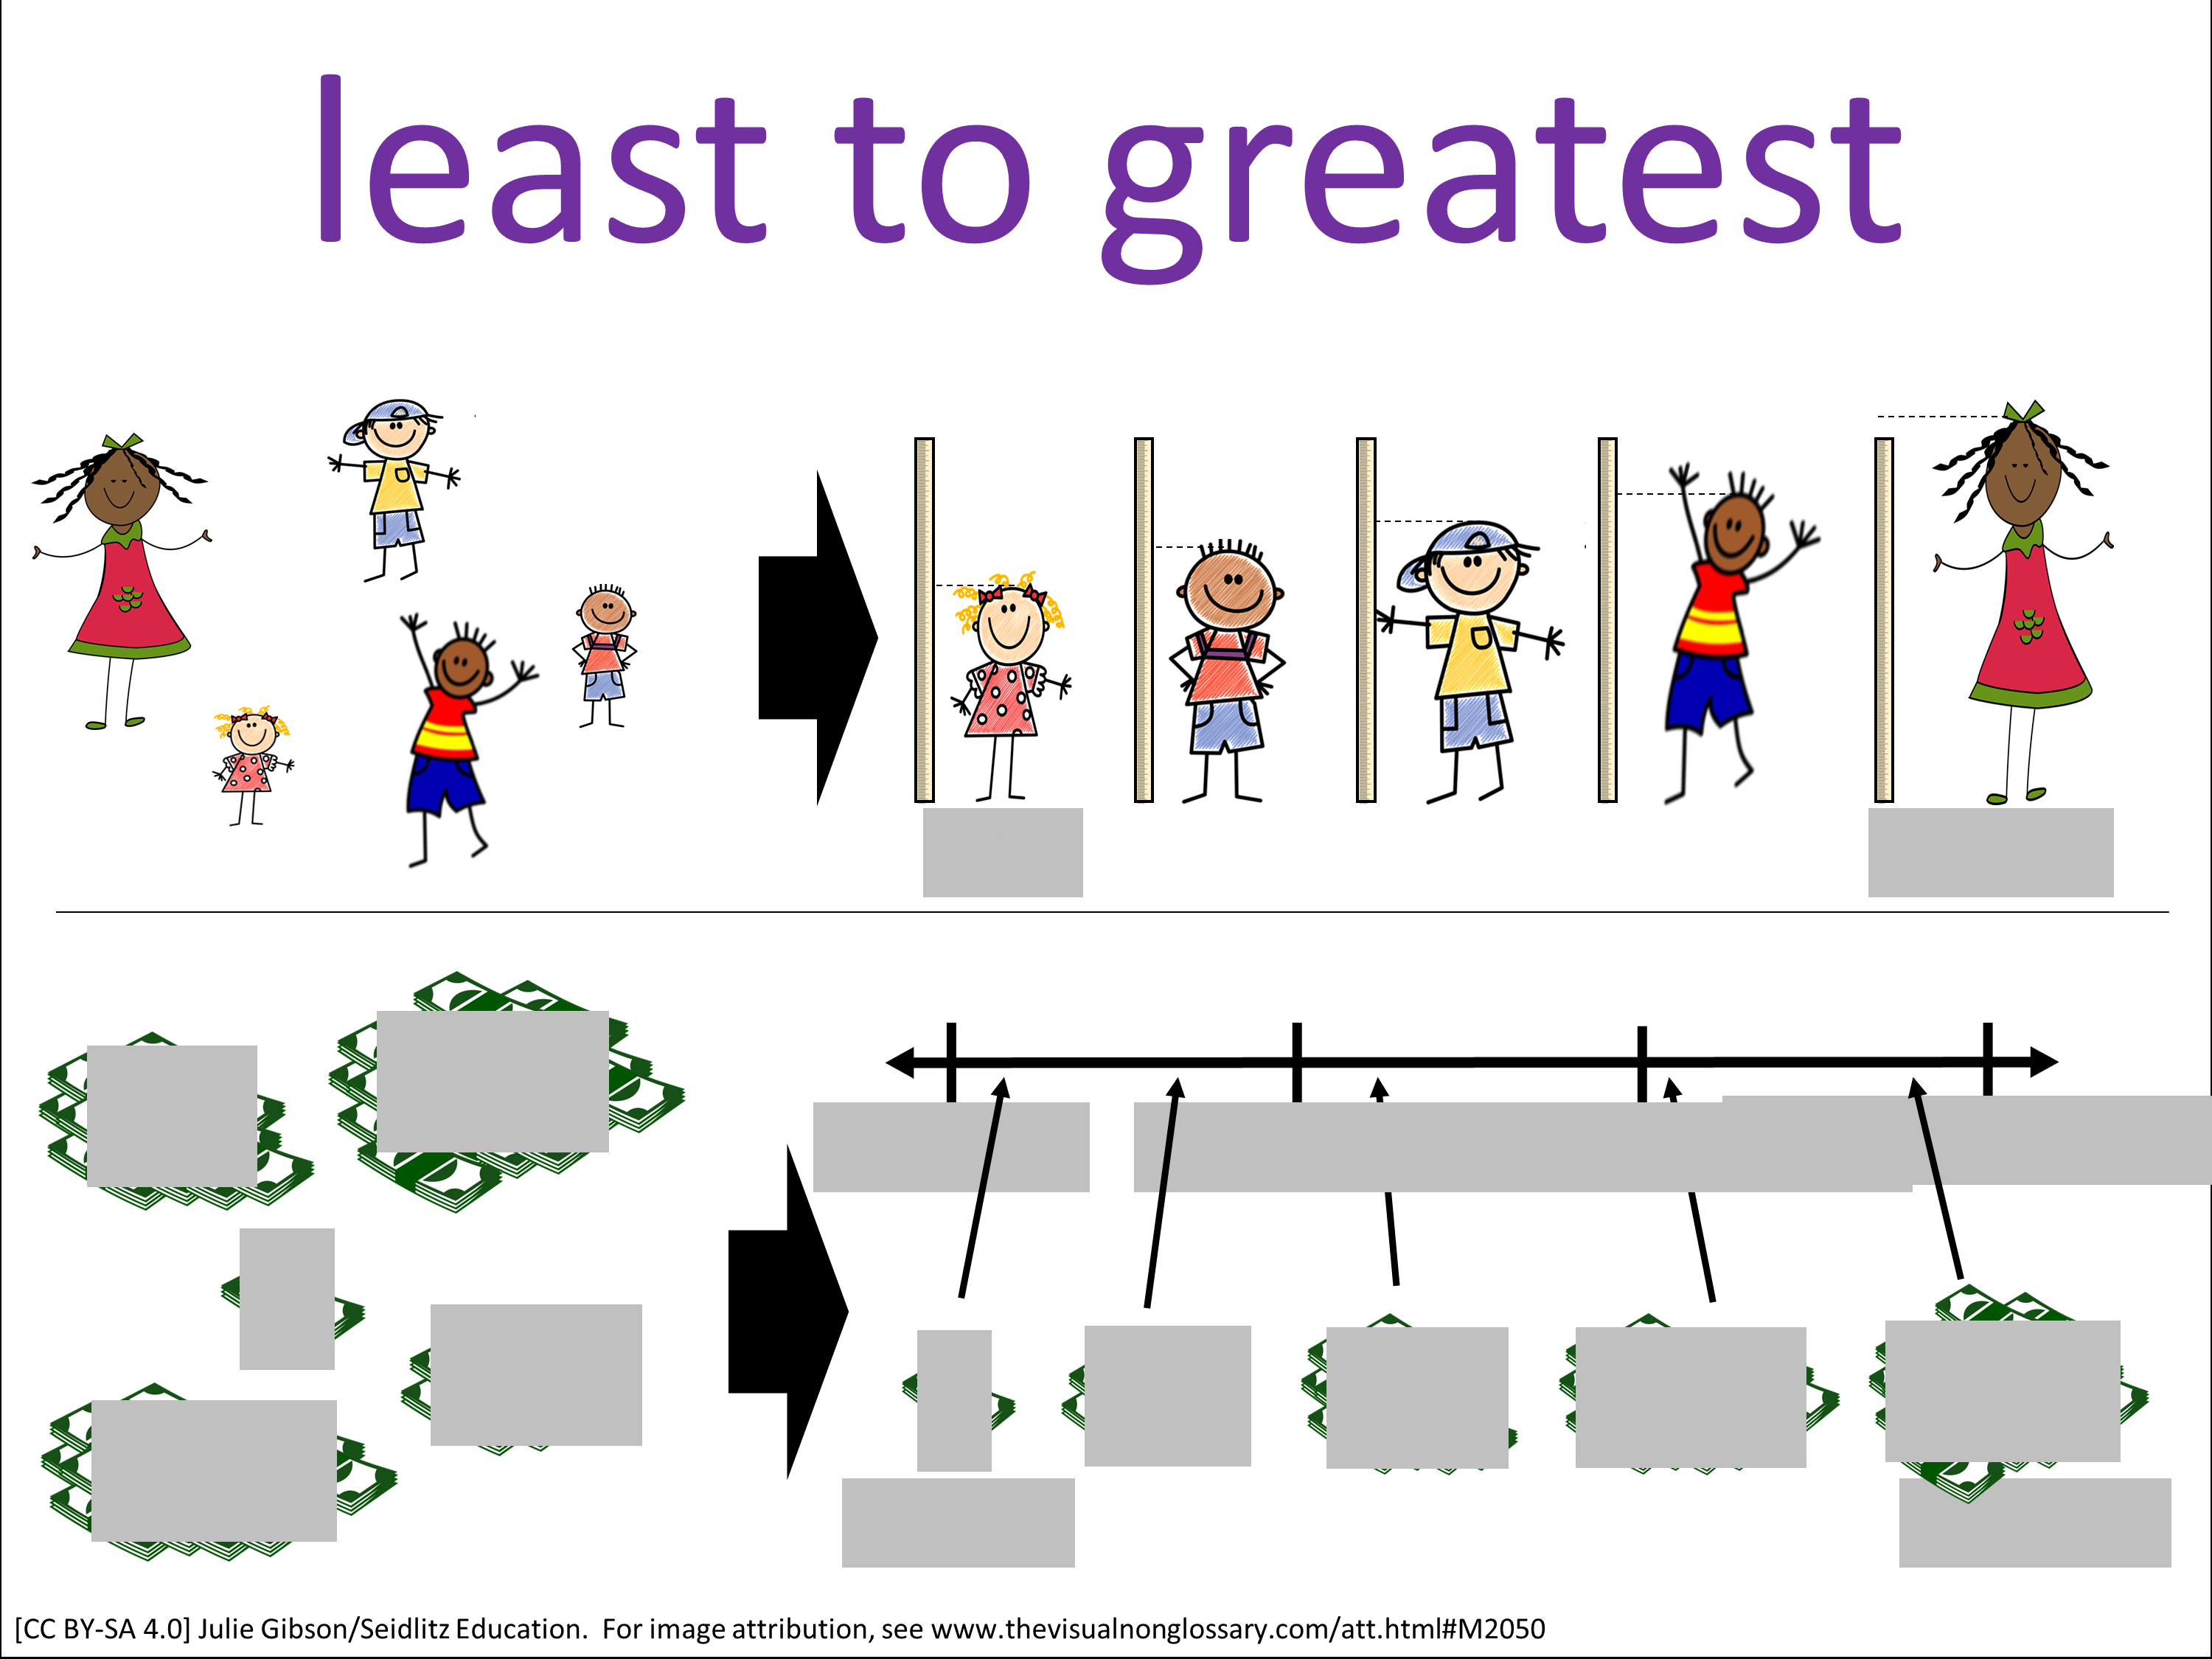 least to greatest
[CC BY-SA 4.0] Julie Gibson/Seidlitz Education.  For image attribution, see www.thevisualnonglossary.com/att.html#M2050